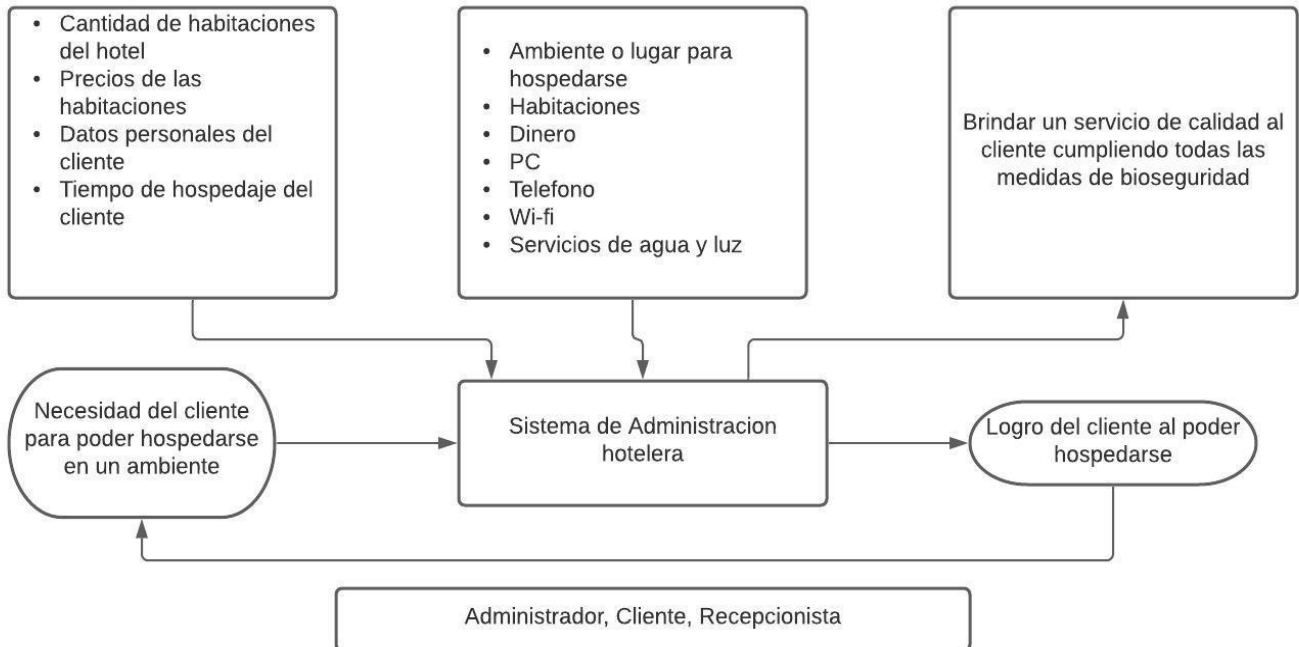 • Cantidad de habitaciones
del hotel
• Precios de las
habitaciones
• Datos personales del
cliente
• Tiempo de hospedaje del
cliente
• Ambiente o lugar para
hospedarse
• Habitaciones
• Dinero
• PC
• Telefono
• Wi-fi
• Servicios de agua y luz
Brindar un servicio de calidad al
cliente cumpliendo todas las
medidas de bioseguridad
Necesidad del cliente
para poder hospedarse
en un ambiente
Sistema de Administracion
hotelera
Logro del cliente al poder
hospedarse
Administrador, Cliente, Recepcionista